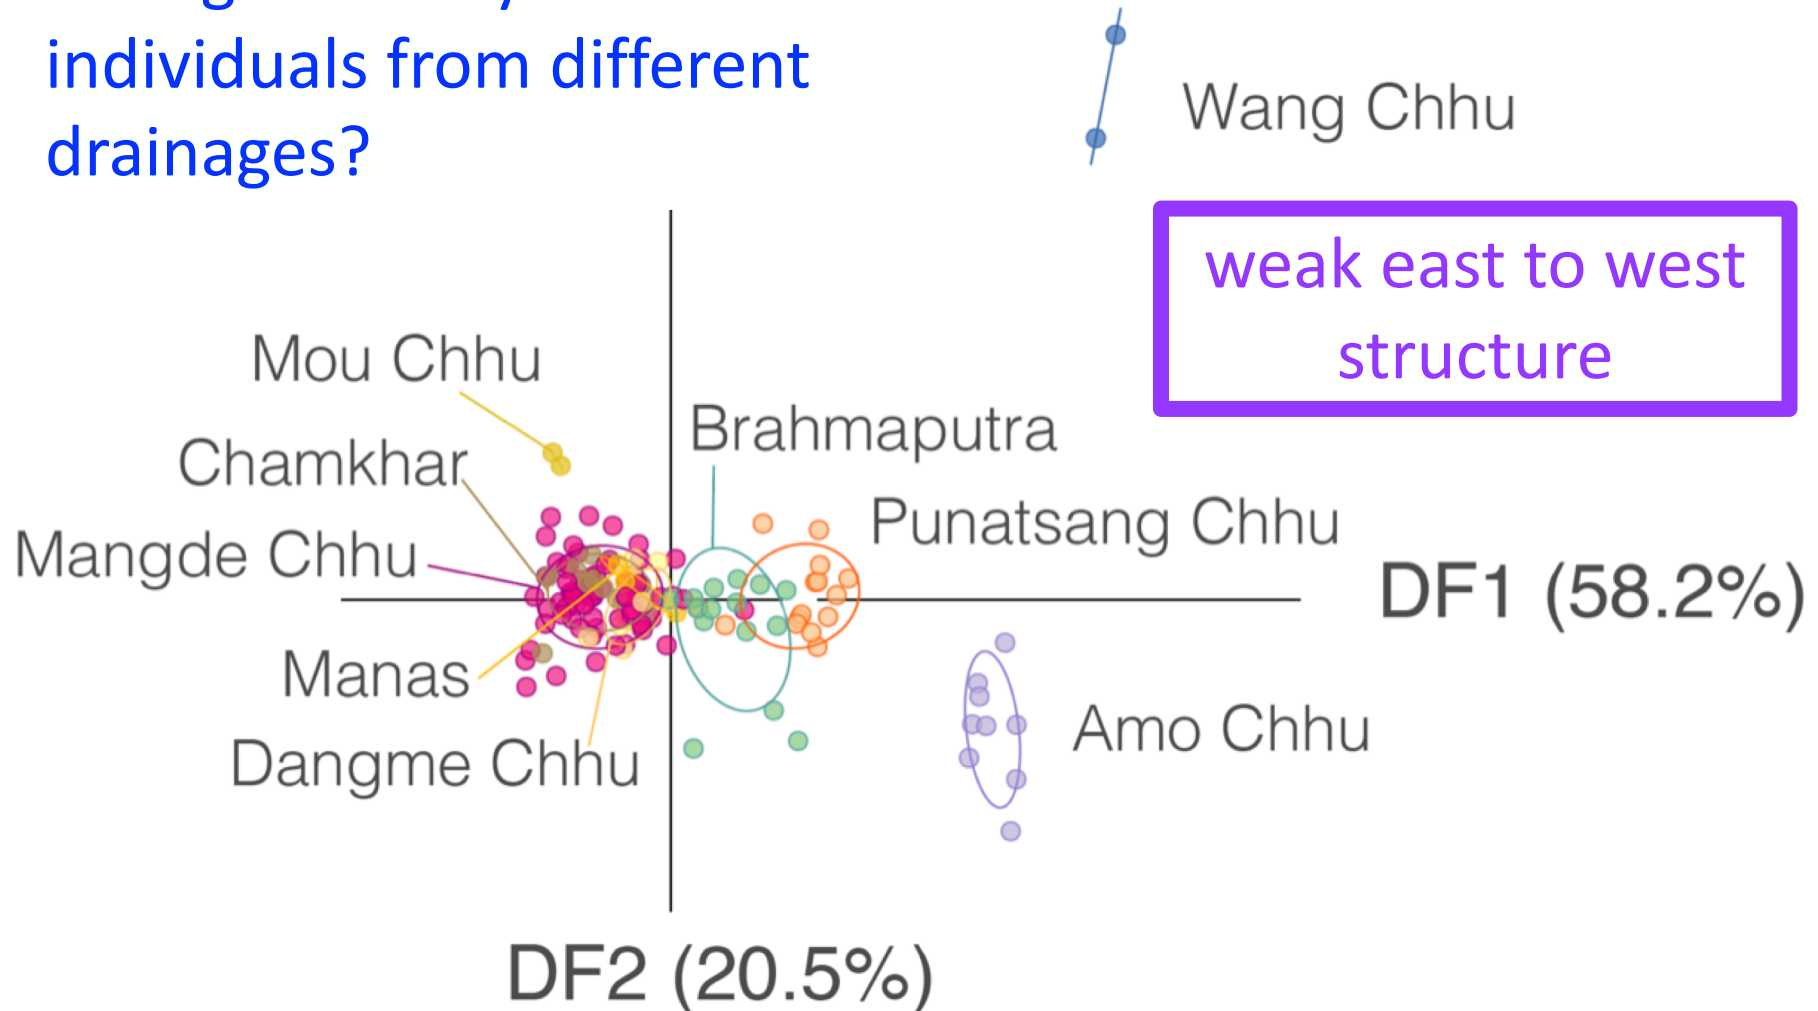 individuals from different
drainages?
Wang Chhu
weak east to west
structure
Mou Chhu
Brahmaputra
Chamkhar
Punatsang Chhu
Mangde Chhu
DF1 (58.2%)
Manas
Amo Chhu
Dangme Chhu
DF2 (20.5%)